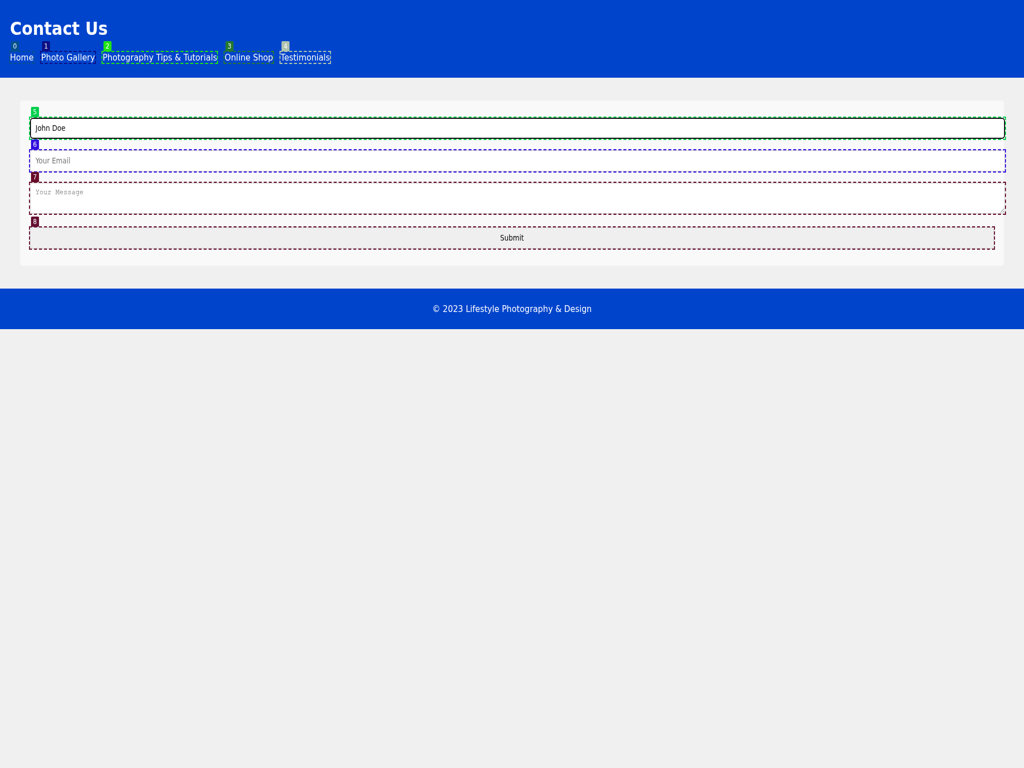 Contact Us
0 1 2 3 4
Home Photo Gallery Photography Tips & Tutorials Online Shop Testimonials
5
John Doe
6
Your Email
7
Your Message
8
Submit
© 2023 Lifestyle Photography & Design